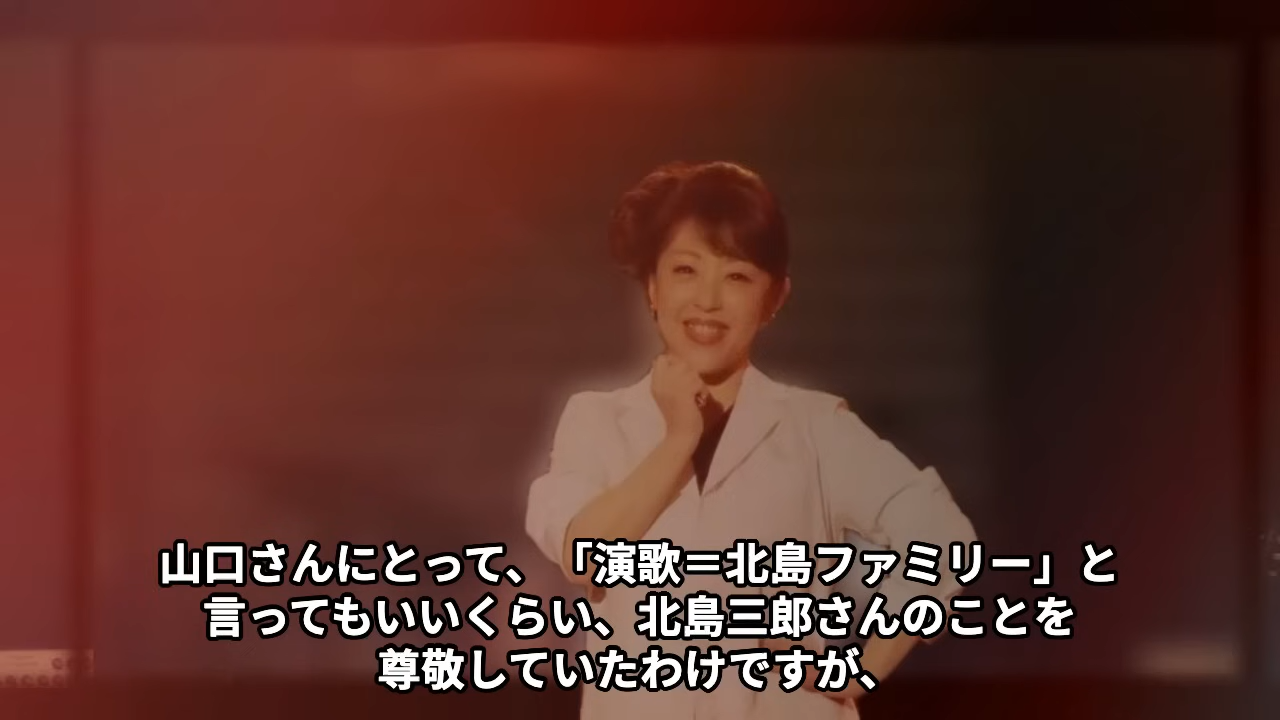 山口さんにとって、「演歌＝北島ファミリー」と
言ってもいいくらい、北島三郎さんのことを
尊敬していたわけですが、